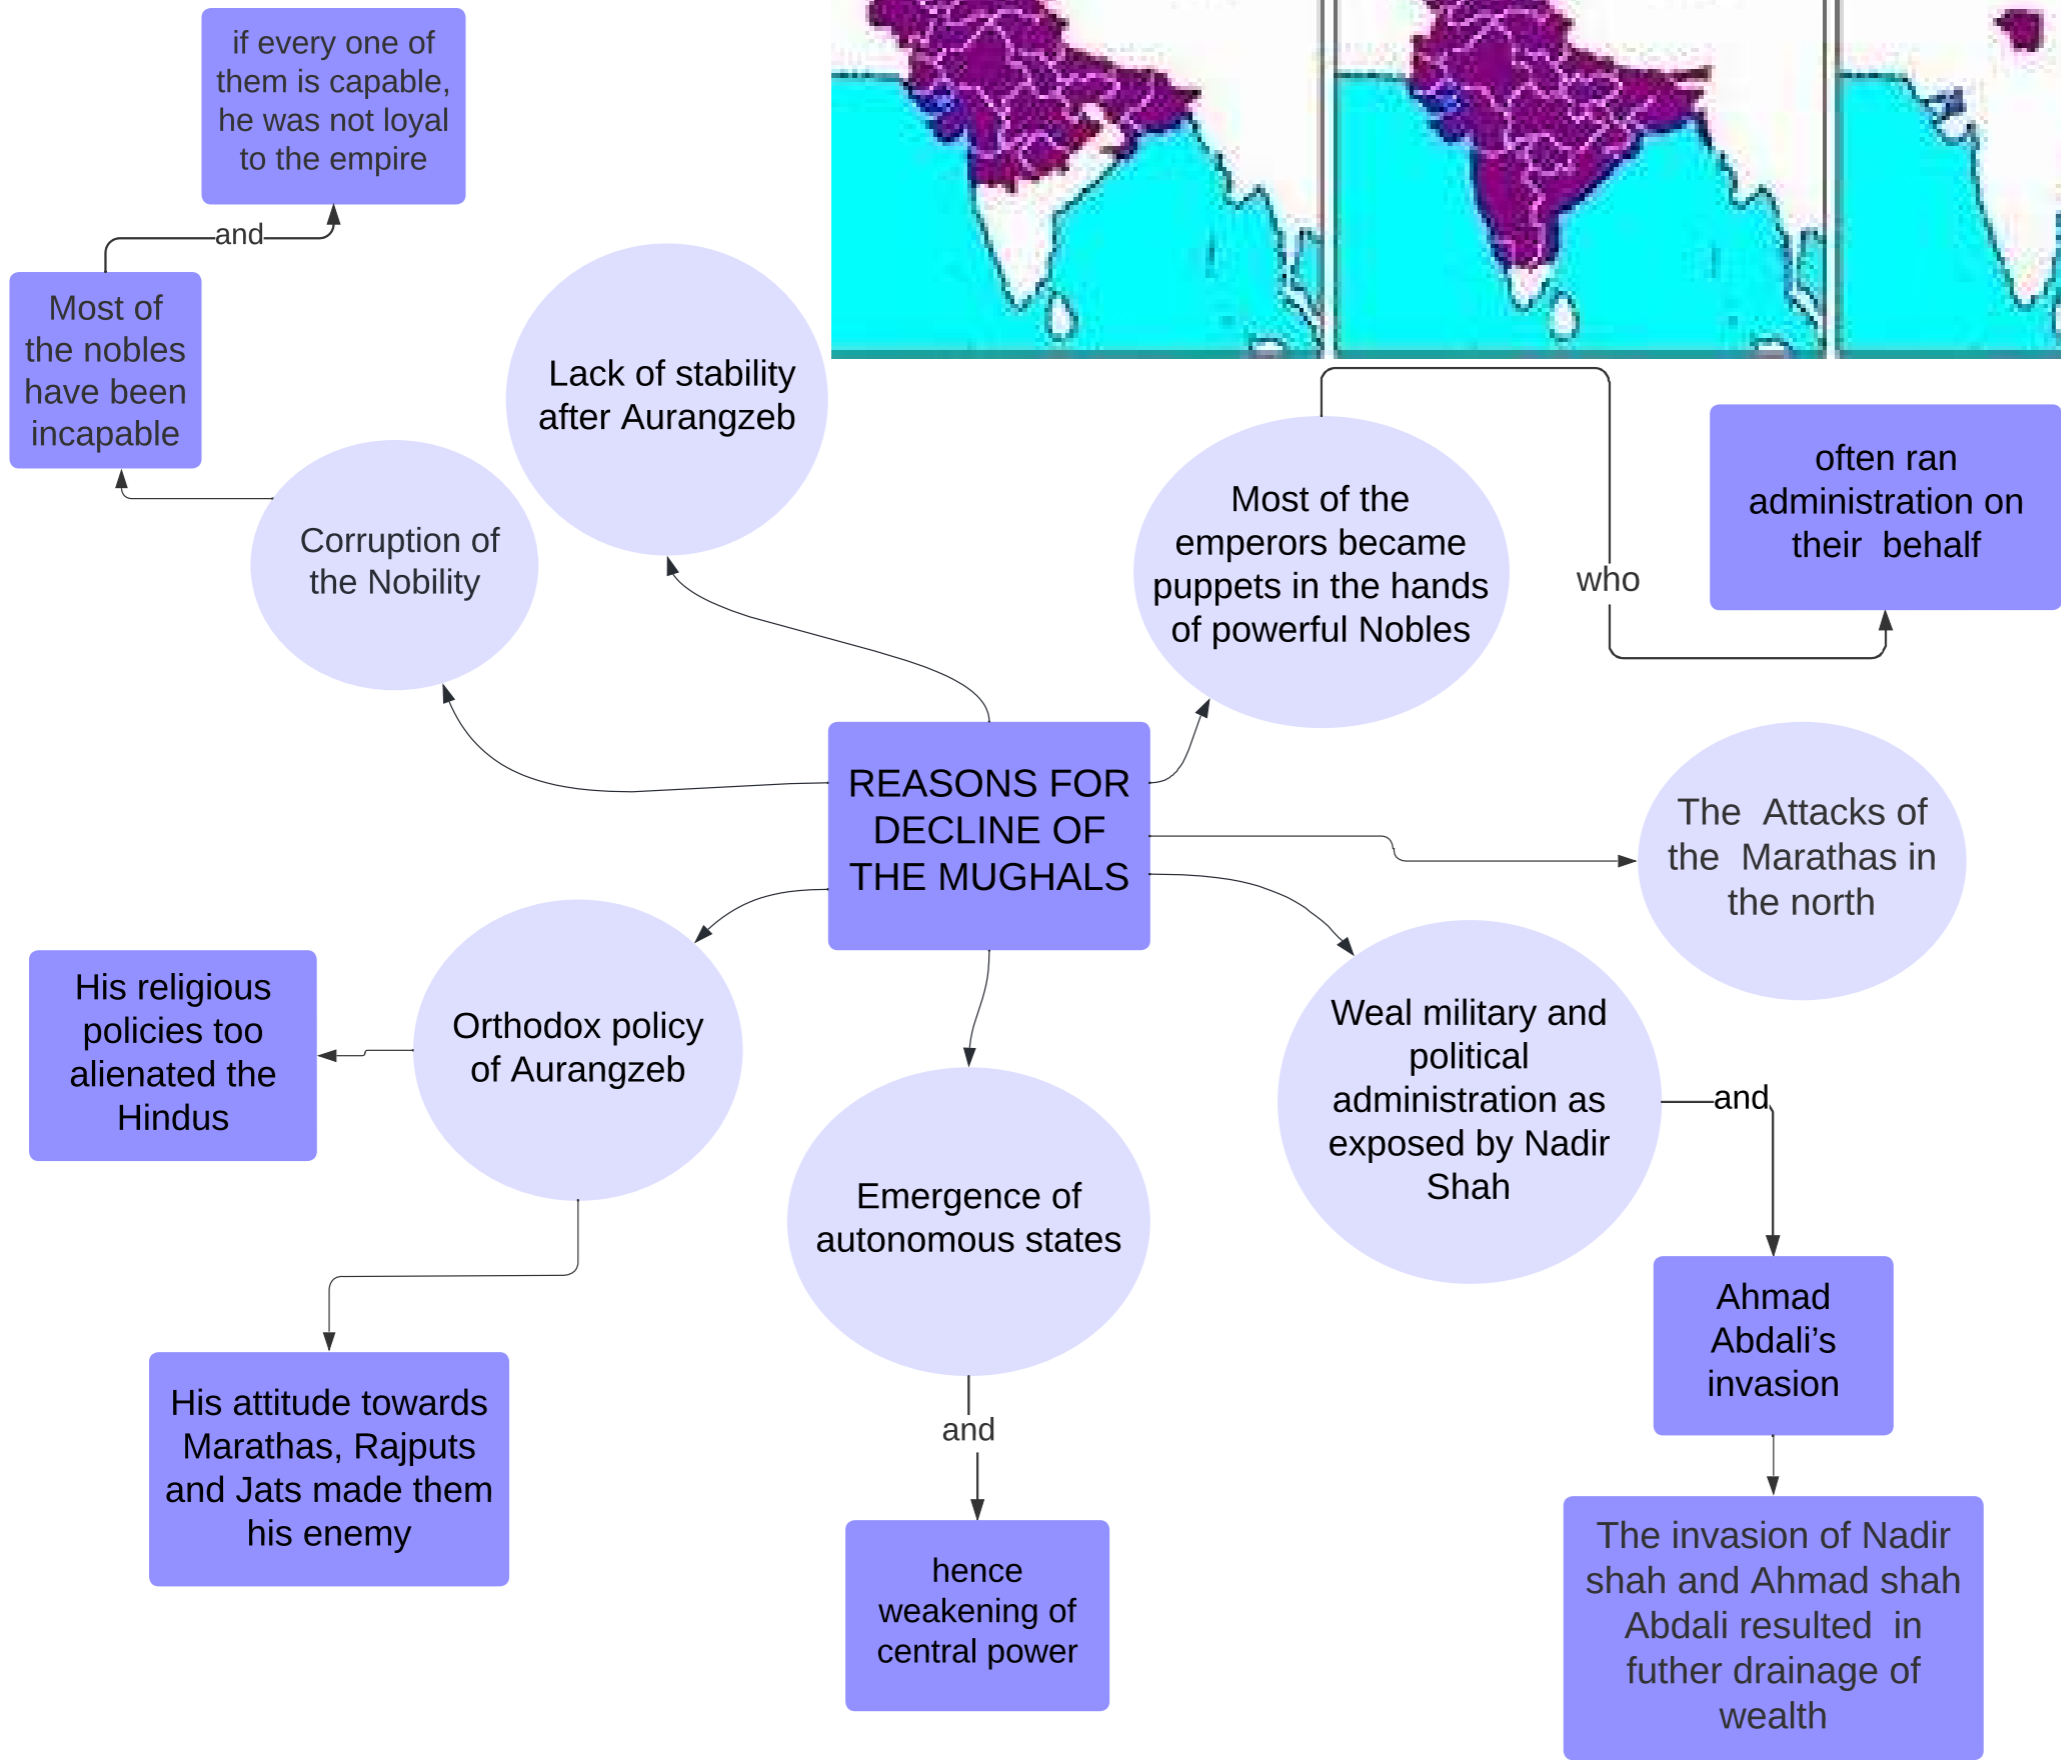 if every one of
them is capable,
he was not loyal
to the empire
and
Most of
the nobles
have been
incapable
Corruption of
the Nobility
Lack of stability
after Aurangzeb
Most of the
emperors became
puppets in the hands
of powerful Nobles
who
often ran
administration on
their behalf
REASONS FOR
DECLINE OF
THE MUGHALS
The Attacks of
the Marathas in
the north
Orthodox policy
of Aurangzeb
His religious
policies too
alienated the
Hindus
His attitude towards
Marathas, Rajputs
and Jats made them
his enemy
Emergence of
autonomous states
and
hence
weakening of
central power
Weal military and
political
administration as
exposed by Nadir
Shah
and
Ahmad
Abdali’s
invasion
The invasion of Nadir
shah and Ahmad shah
Abdali resulted in
futher drainage of
wealth